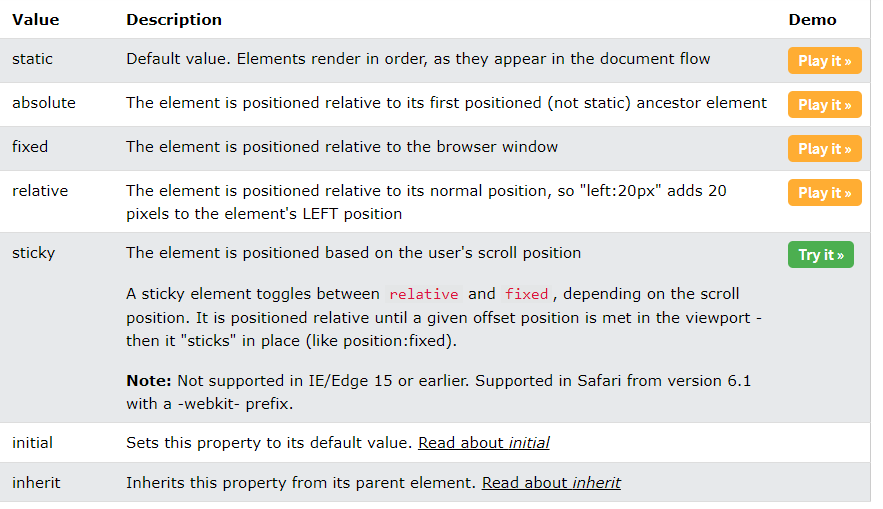 Value Description Demo
static Default value. Elements render in order, as they appear in the document flow Play it »
absolute The element is positioned relative to its first positioned (not static) ancestor element Play it »
fixed The element is positioned relative to the browser window Play it »
relative The element is positioned relative to its normal position, so "left:20px" adds 20 Play it »
pixels to the element's LEFT position
sticky The element is positioned based on the user's scroll position Try it »
A sticky element toggles between relative and fixed, depending on the scroll
position. It is positioned relative until a given offset position is met in the viewport -
then it "sticks" in place (like position:fixed).
Note: Not supported in IE/Edge 15 or earlier. Supported in Safari from version 6.1
with a -webkit- prefix.
initial Sets this property to its default value. Read about initial
inherit Inherits this property from its parent element. Read about inherit